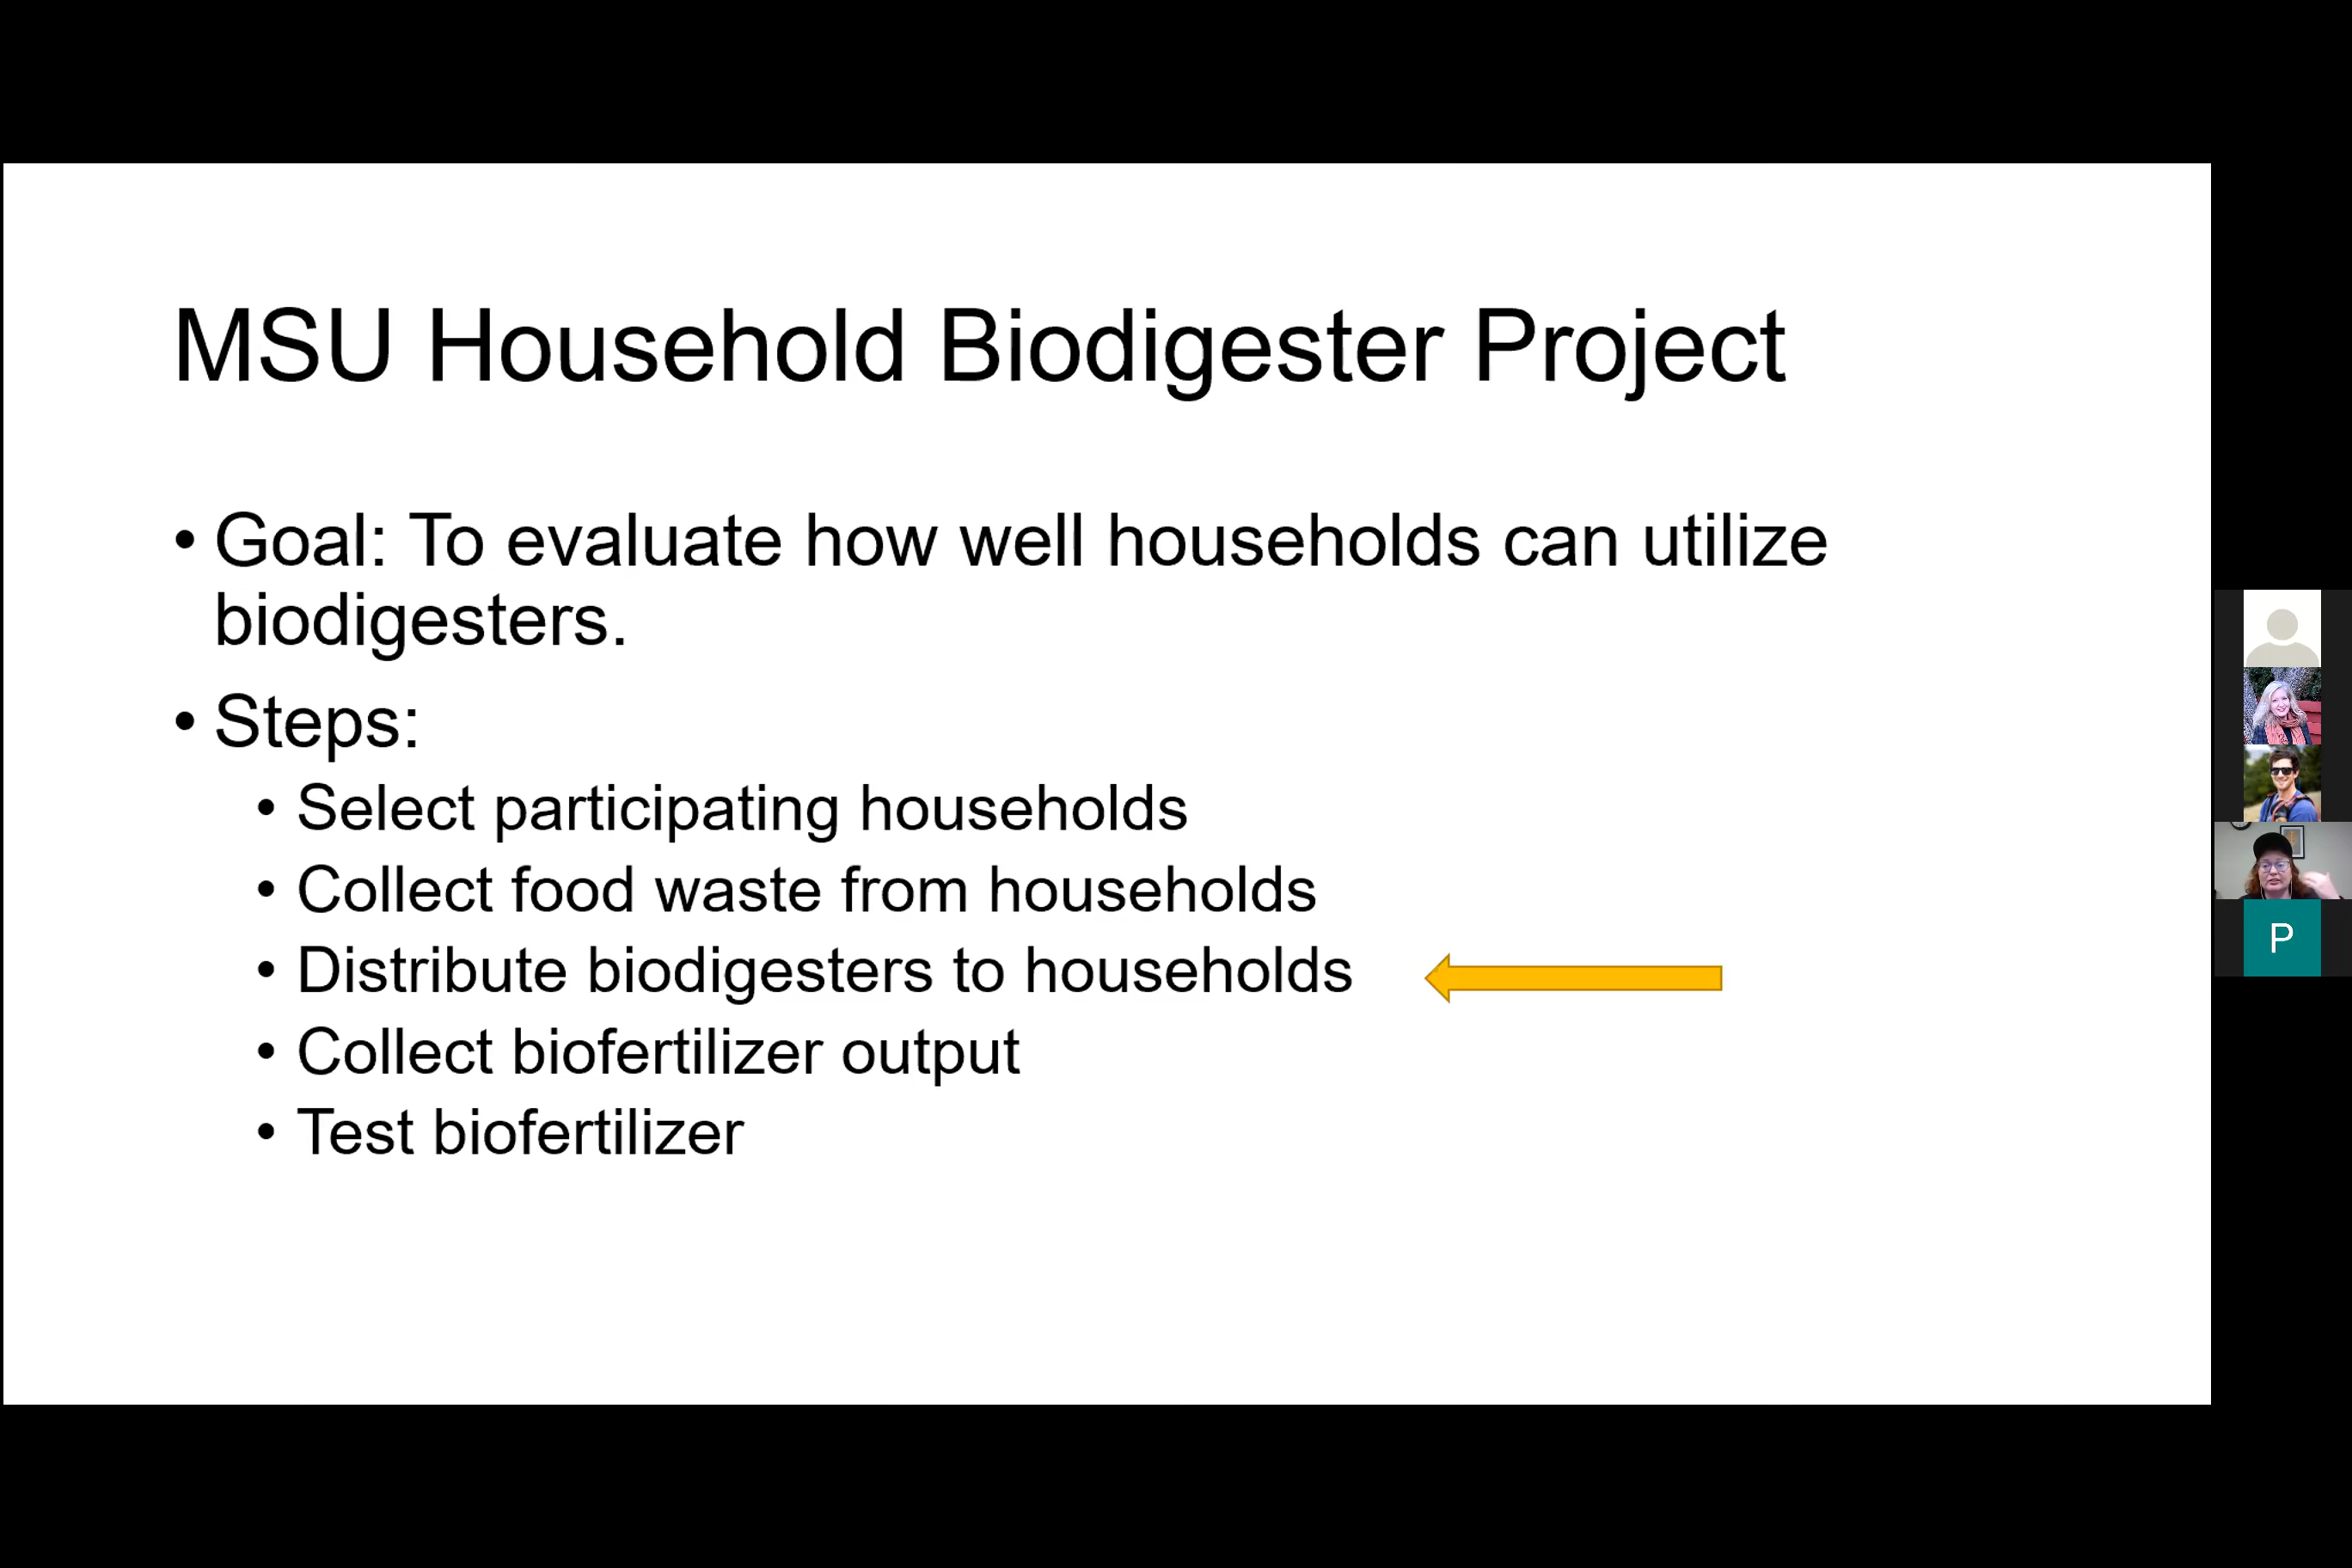 MSU Household Biodigester Project
• Goal: To evaluate how well households can utilize
biodigesters.
• Steps:
• Select participating households
• Collect food waste from households
• Distribute biodigesters to households
• Collect biofertilizer output
• Test biofertilizer
P